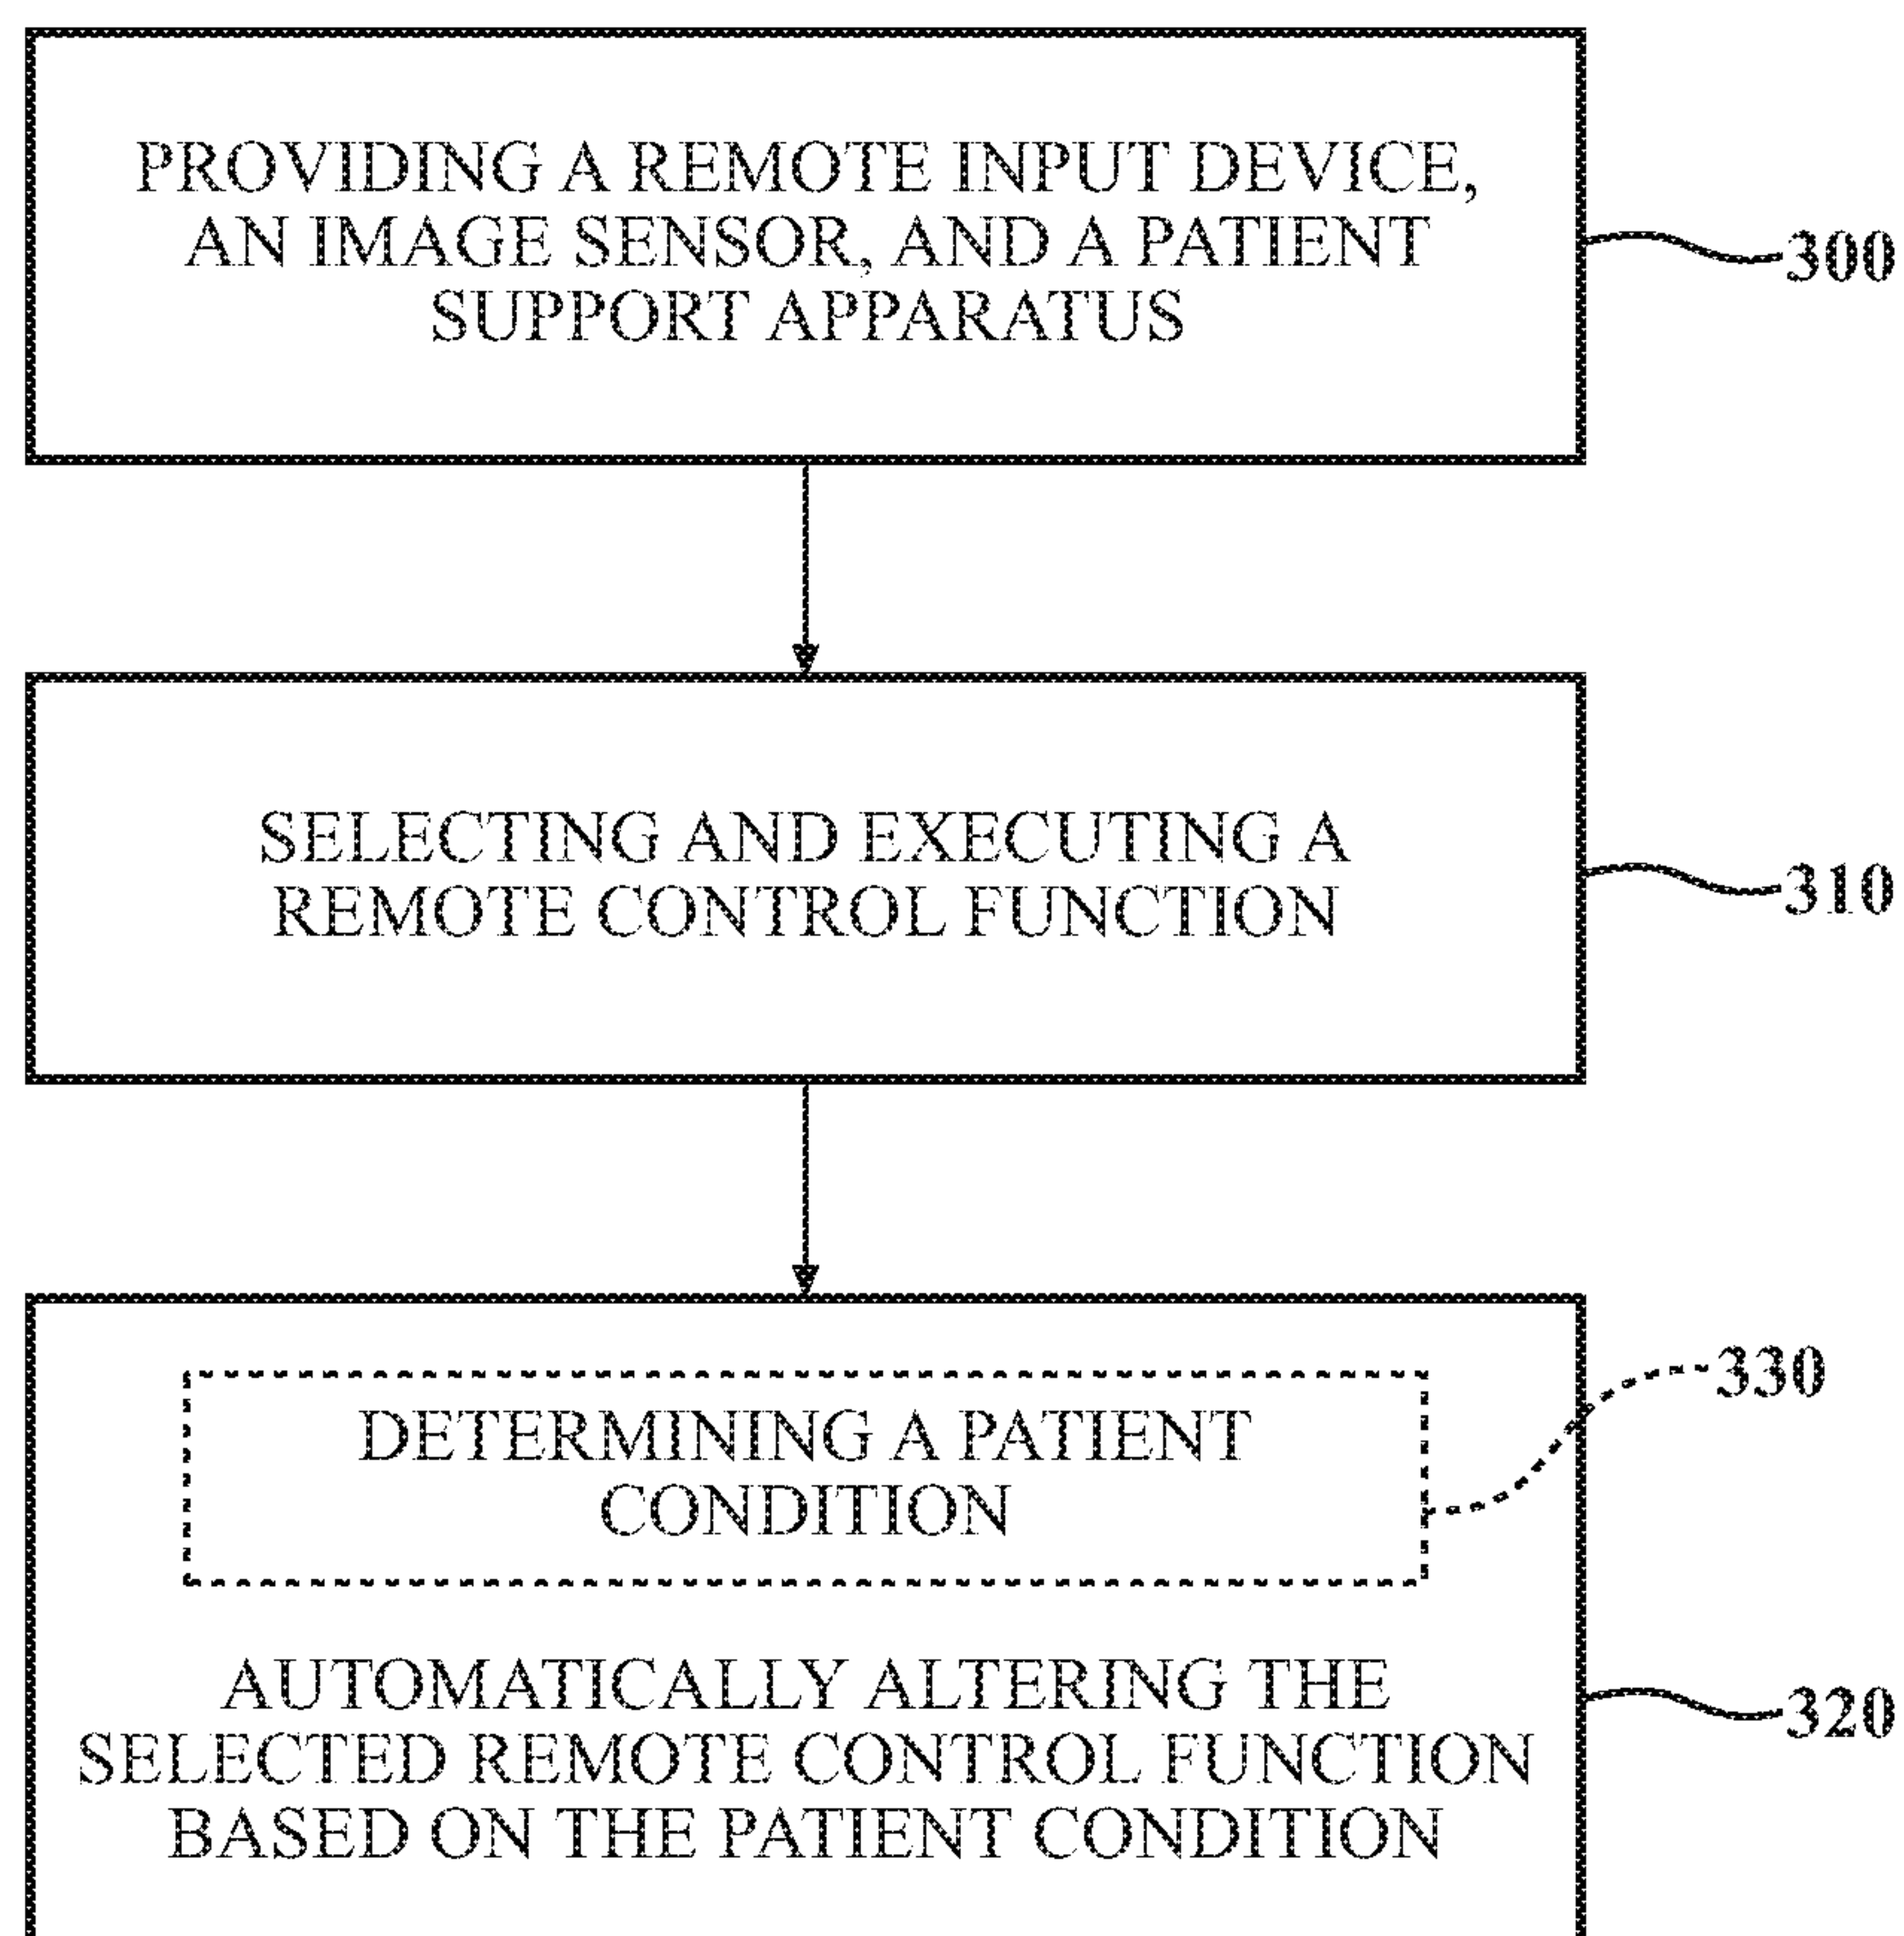 PROVIDING A REMOTE INPUT DEVICE,
AN IMAGE SENSOR, AND A PATIENT
SUPPORT APPARATUS
300
SELECTING AND EXECUTING A
REMOTE CONTROL FUNCTION
310
DETERMINING A PATIENT
CONDITION
330
AUTOMATICALLY ALTERING THE
SELECTED REMOTE CONTROL FUNCTION
BASED ON THE PATIENT CONDITION
320